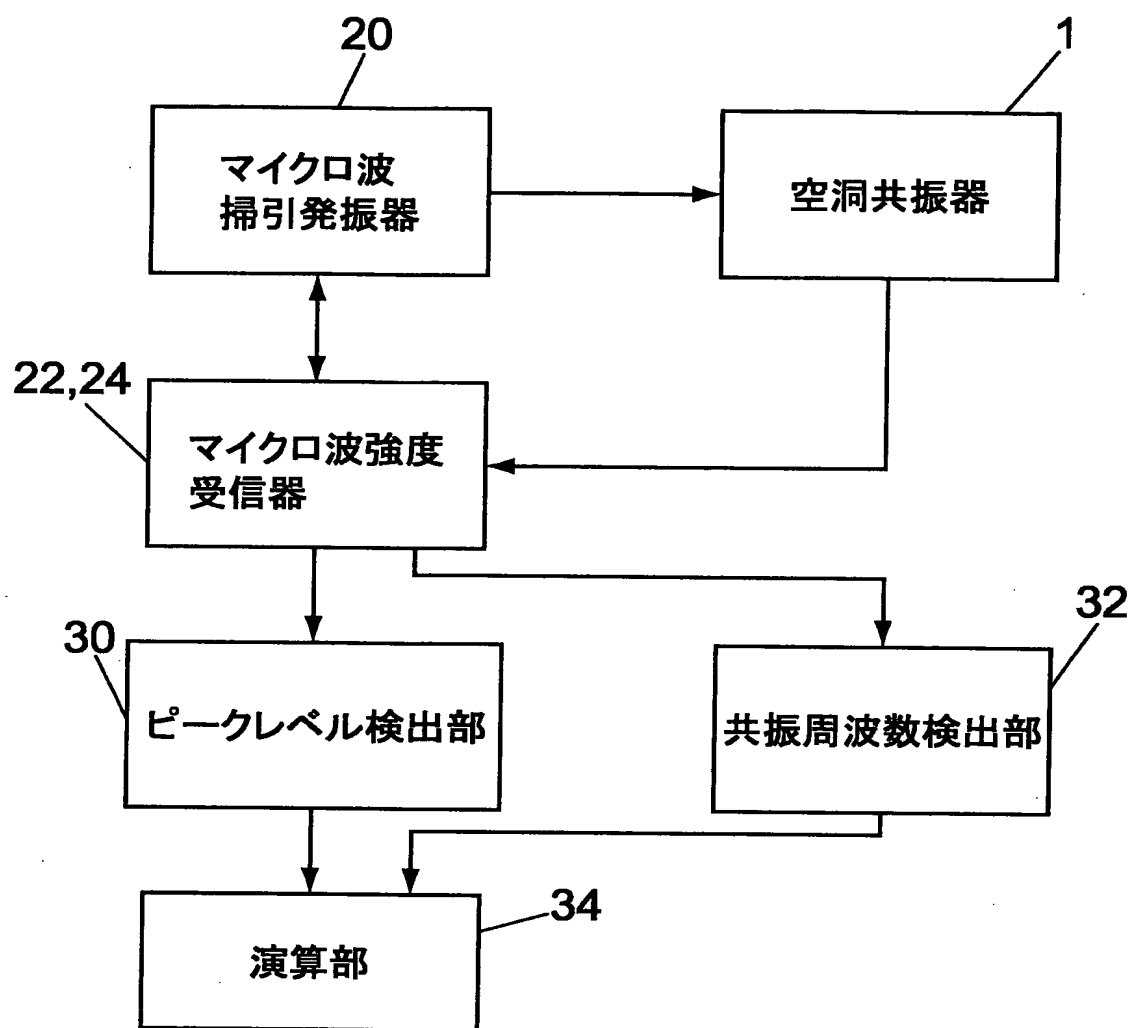 20
1
マイクロ波
掃引発振器
空洞共振器
22,24
マイクロ波強度
受信器
30
32
ピークレベル検出部
共振周波数検出部
34
演算部